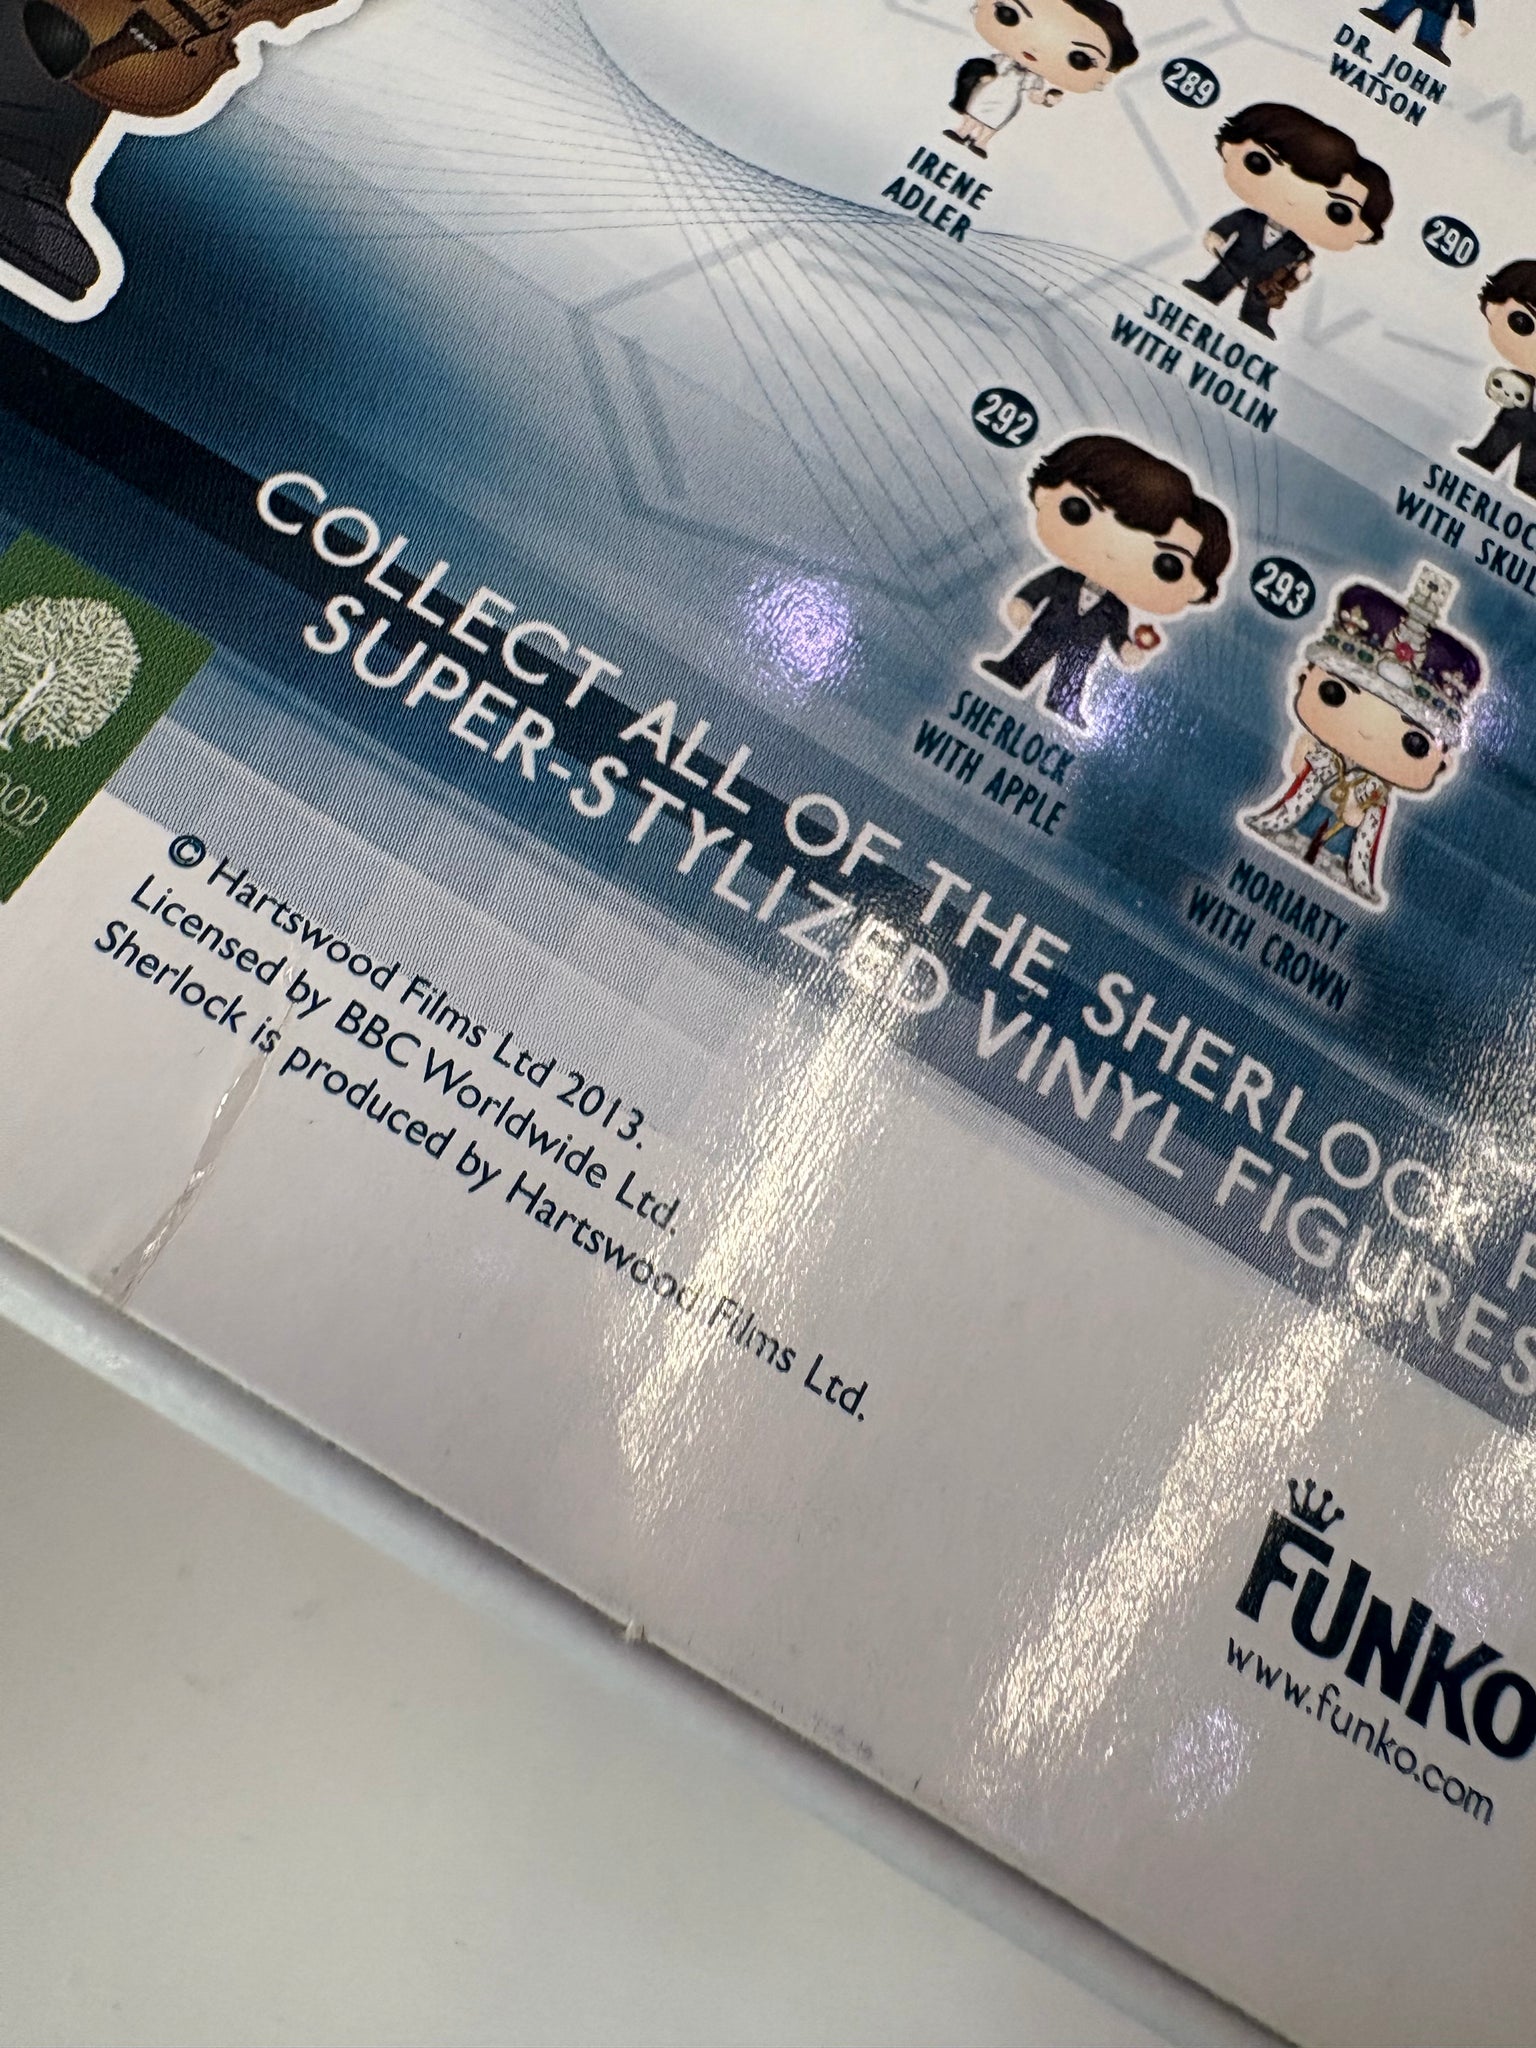 DR. JOHN
WATSON
289
IRENE
ADLER
290
SHERLOCK
WITH VIOLIN
292
WITH
293
SHERLOCK
WITH APPLE
MORIARTY
WITH CROWN
COLLECT ALL OF THE SHERLOCK
SUPER-STYLIZED VINYL FIGURES
© Hartswood Films Ltd 2013.
Licensed by BBC Worldwide Ltd.
Sherlock is produced by Hartswood Films Ltd.
FUNKO
www.funko.com